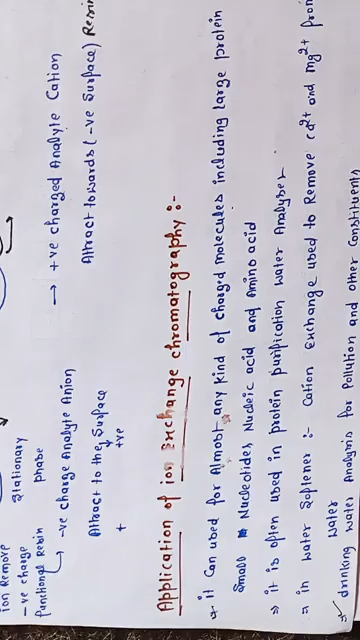 ion Remove
-ve charge
functional Resin
Stationary
phase
→ -ve charge Analyte Anion
Attract to the Surface
+ +ve
→ +ve charged Analyte Cation
Attract towards (-ve Surface) Resin
Application of ion Exchange chromatography :-
→ it Can used for Almost any kind of charged molecules including large protein
Small Nucleotides Nucleic acid and Amino acid
⇒ it is often used in protein purification water Analyses
⇒ in water Softener :- Cation Exchange used to Remove ca2+ and Mg2+ from
water
drinking water Analysis for Pollution and other Constituents